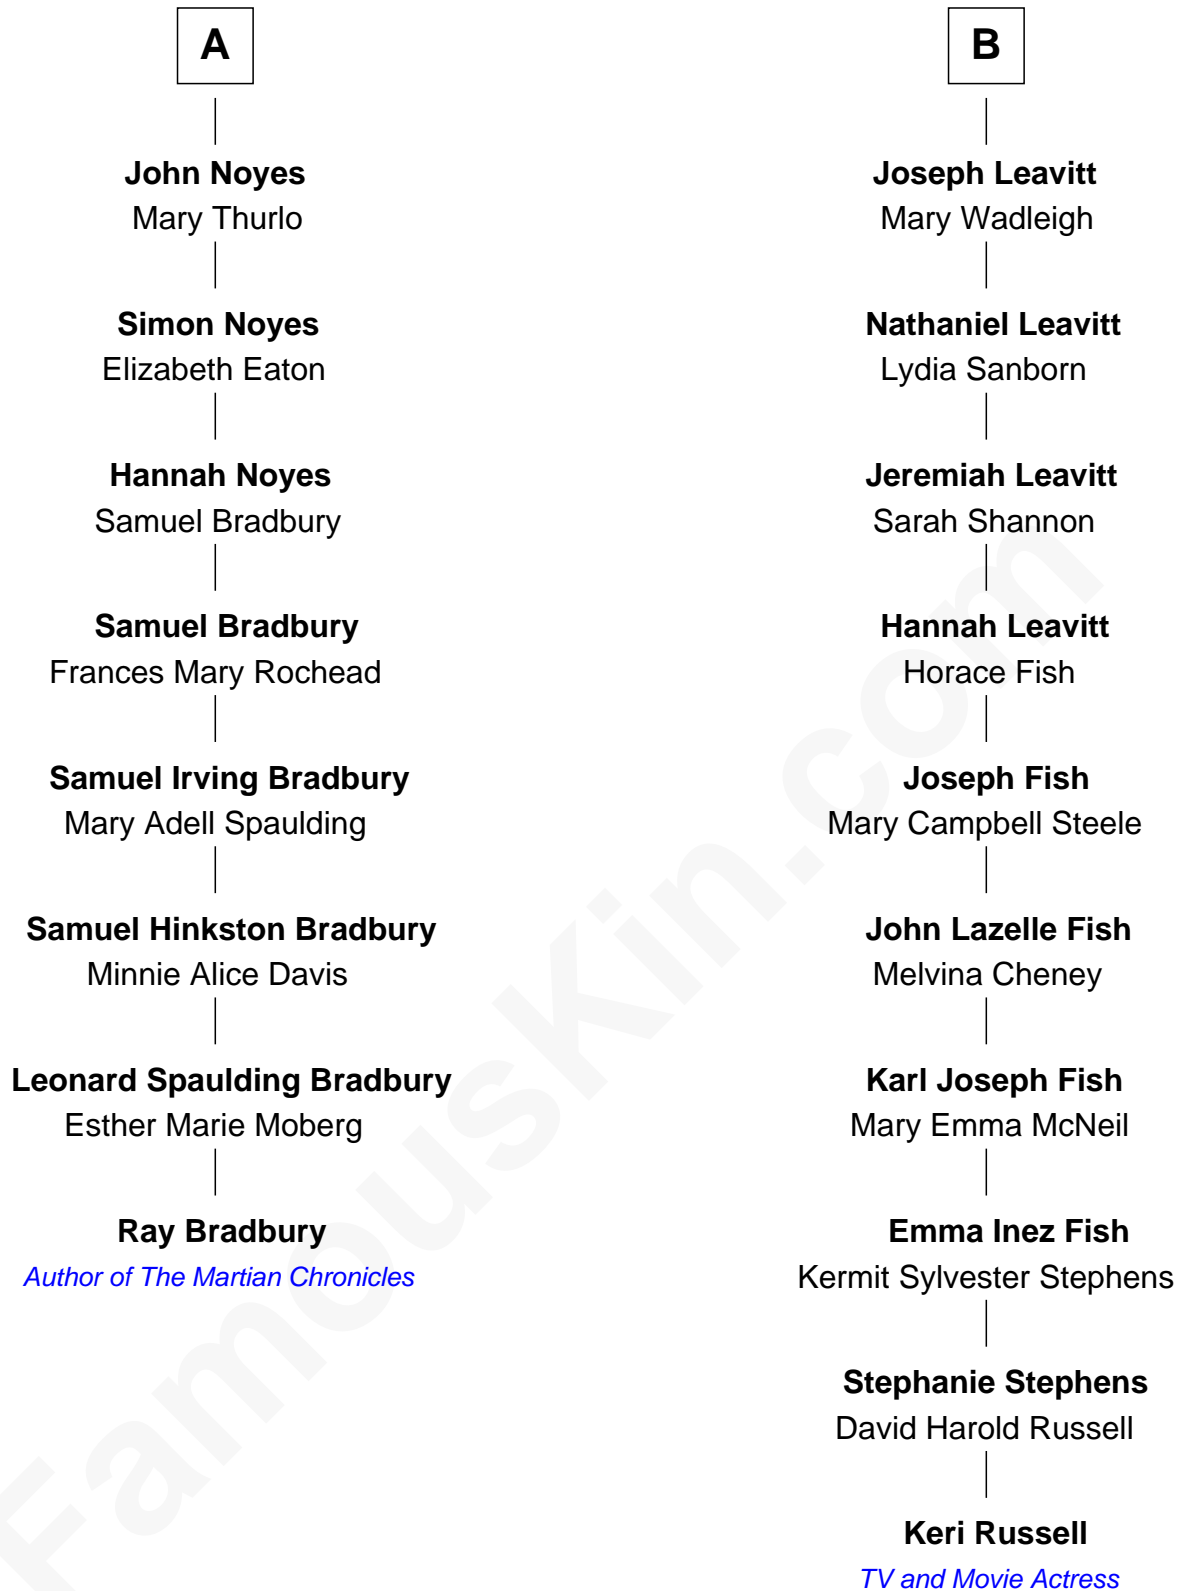 A
John Noyes
Mary Thurlo
Simon Noyes
Elizabeth Eaton
Hannah Noyes
Samuel Bradbury
Samuel Bradbury
Frances Mary Rochead
Samuel Irving Bradbury
Mary Adell Spaulding
Samuel Hinkston Bradbury
Minnie Alice Davis
Leonard Spaulding Bradbury
Esther Marie Moberg
Ray Bradbury
Author of The Martian Chronicles
B
Joseph Leavitt
Mary Wadleigh
Nathaniel Leavitt
Lydia Sanborn
Jeremiah Leavitt
Sarah Shannon
Hannah Leavitt
Horace Fish
Joseph Fish
Mary Campbell Steele
John Lazelle Fish
Melvina Cheney
Karl Joseph Fish
Mary Emma McNeil
Emma Inez Fish
Kermit Sylvester Stephens
Stephanie Stephens
David Harold Russell
Keri Russell
TV and Movie Actress
FamousKin.com